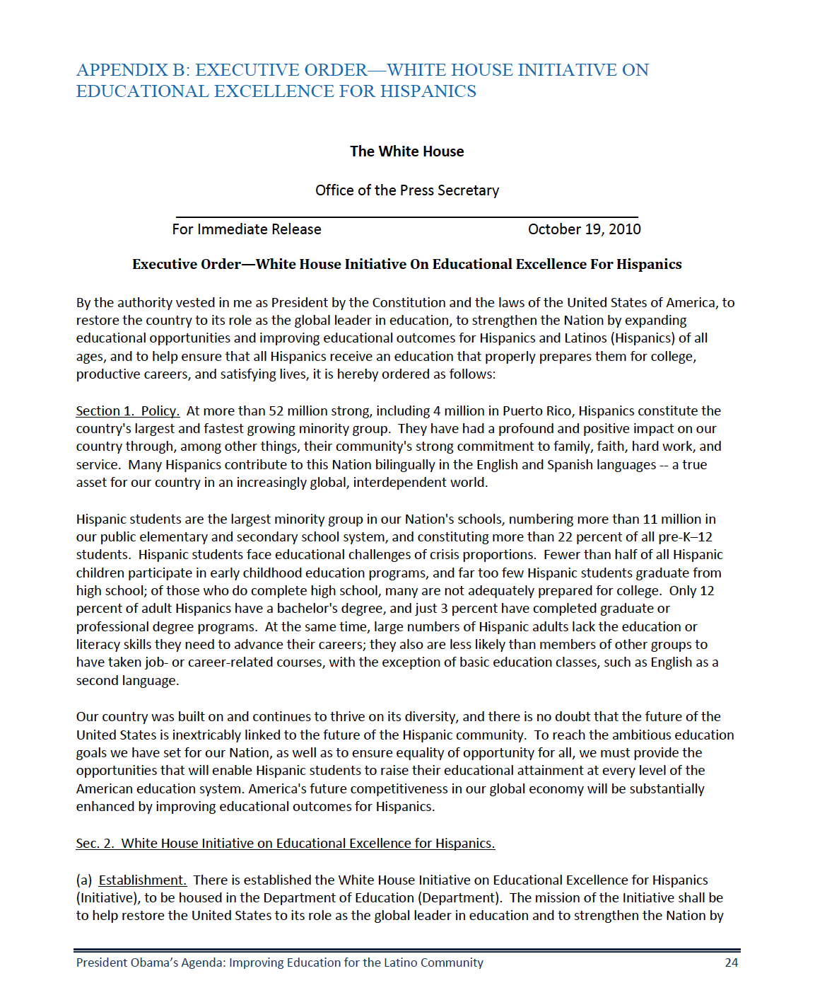 APPENDIX B: EXECUTIVE ORDER—WHITE HOUSE INITIATIVE ON
EDUCATIONAL EXCELLENCE FOR HISPANICS
The White House
Office of the Press Secretary
For Immediate Release October 19, 2010
Executive Order—White House Initiative On Educational Excellence For Hispanics
By the authority vested in me as President by the Constitution and the laws of the United States of America, to
restore the country to its role as the global leader in education, to strengthen the Nation by expanding
educational opportunities and improving educational outcomes for Hispanics and Latinos (Hispanics) of all
ages, and to help ensure that all Hispanics receive an education that properly prepares them for college,
productive careers, and satisfying lives, it is hereby ordered as follows:
Section 1.  Policy.  At more than 52 million strong, including 4 million in Puerto Rico, Hispanics constitute the
country's largest and fastest growing minority group.  They have had a profound and positive impact on our
country through, among other things, their community's strong commitment to family, faith, hard work, and
service.  Many Hispanics contribute to this Nation bilingually in the English and Spanish languages -- a true
asset for our country in an increasingly global, interdependent world.
Hispanic students are the largest minority group in our Nation's schools, numbering more than 11 million in
our public elementary and secondary school system, and constituting more than 22 percent of all pre-K–12
students.  Hispanic students face educational challenges of crisis proportions.  Fewer than half of all Hispanic
children participate in early childhood education programs, and far too few Hispanic students graduate from
high school; of those who do complete high school, many are not adequately prepared for college.  Only 12
percent of adult Hispanics have a bachelor's degree, and just 3 percent have completed graduate or
professional degree programs.  At the same time, large numbers of Hispanic adults lack the education or
literacy skills they need to advance their careers; they also are less likely than members of other groups to
have taken job- or career-related courses, with the exception of basic education classes, such as English as a
second language.
Our country was built on and continues to thrive on its diversity, and there is no doubt that the future of the
United States is inextricably linked to the future of the Hispanic community.  To reach the ambitious education
goals we have set for our Nation, as well as to ensure equality of opportunity for all, we must provide the
opportunities that will enable Hispanic students to raise their educational attainment at every level of the
American education system. America's future competitiveness in our global economy will be substantially
enhanced by improving educational outcomes for Hispanics.
Sec. 2.  White House Initiative on Educational Excellence for Hispanics.
(a)  Establishment.  There is established the White House Initiative on Educational Excellence for Hispanics
(Initiative), to be housed in the Department of Education (Department).  The mission of the Initiative shall be
to help restore the United States to its role as the global leader in education and to strengthen the Nation by
President Obama’s Agenda: Improving Education for the Latino Community 24